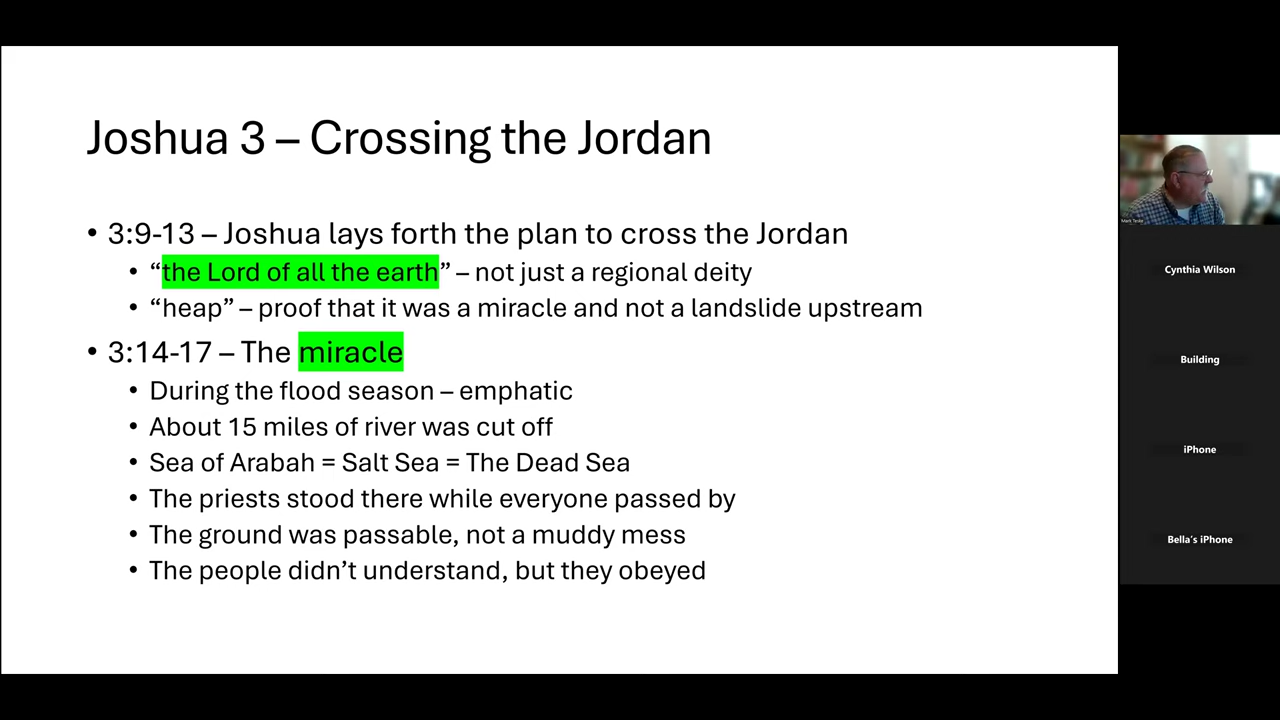 Joshua 3 – Crossing the Jordan
• 3:9-13 – Joshua lays forth the plan to cross the Jordan
• “the Lord of all the earth” – not just a regional deity
• “heap” – proof that it was a miracle and not a landslide upstream
• 3:14-17 – The miracle
• During the flood season – emphatic
• About 15 miles of river was cut off
• Sea of Arabah = Salt Sea = The Dead Sea
• The priests stood there while everyone passed by
• The ground was passable, not a muddy mess
• The people didn’t understand, but they obeyed
Cynthia Wilson
Building
iPhone
Bella’s iPhone